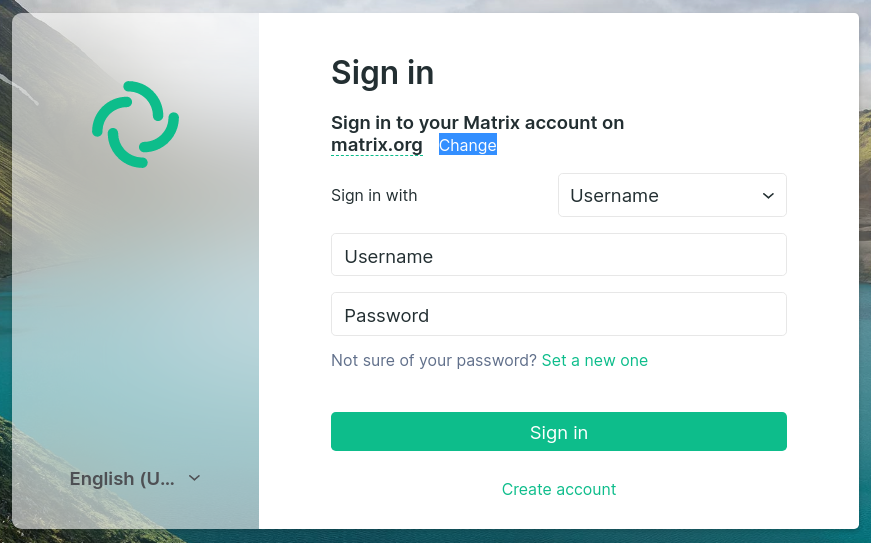 Sign in
Sign in to your Matrix account on
matrix.org Change
Sign in with Username
Username
Password
Not sure of your password? Set a new one
Sign in
Create account
English (U...